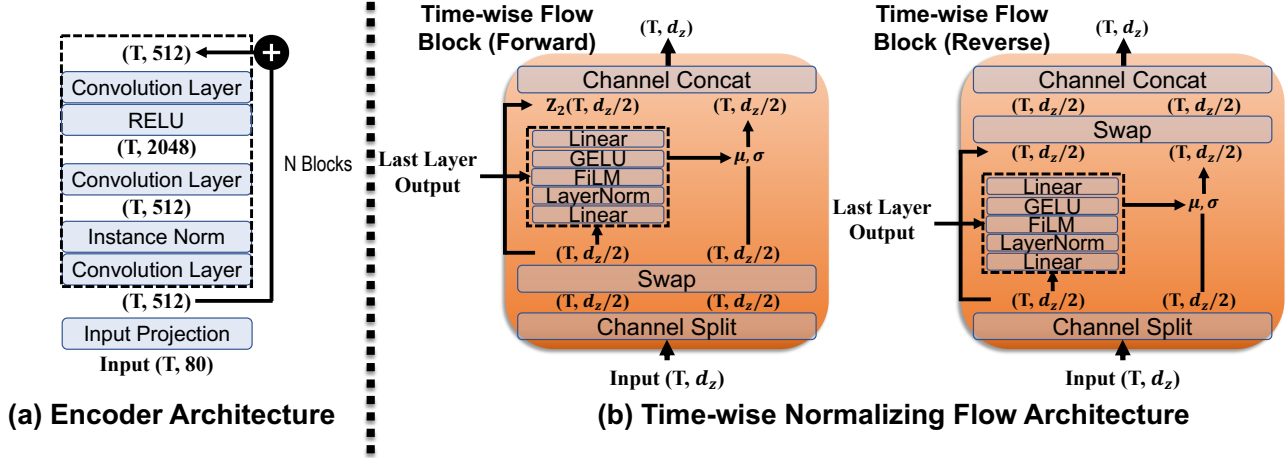 (T, 512)
+
Convolution Layer
RELU
(T, 2048)
Convolution Layer
(T, 512)
Instance Norm
Convolution Layer
(T, 512)
Input Projection
Input (T, 80)
N Blocks
(a) Encoder Architecture
Time-wise Flow
Block (Forward)
(T, d_z)
Channel Concat
Z₂(T, d_z/2) (T, d_z/2)
Linear
GELU
FiLM
LayerNorm
Linear
μ, σ
Last Layer
Output
(T, d_z/2) (T, d_z/2)
Swap
(T, d_z/2) (T, d_z/2)
Channel Split
Input (T, d_z)
Time-wise Flow
Block (Reverse)
(T, d_z)
Channel Concat
(T, d_z/2) (T, d_z/2)
Swap
(T, d_z/2) (T, d_z/2)
Linear
GELU
FiLM
LayerNorm
Linear
μ, σ
Last Layer
Output
(T, d_z/2) (T, d_z/2)
Channel Split
Input (T, d_z)
(b) Time-wise Normalizing Flow Architecture